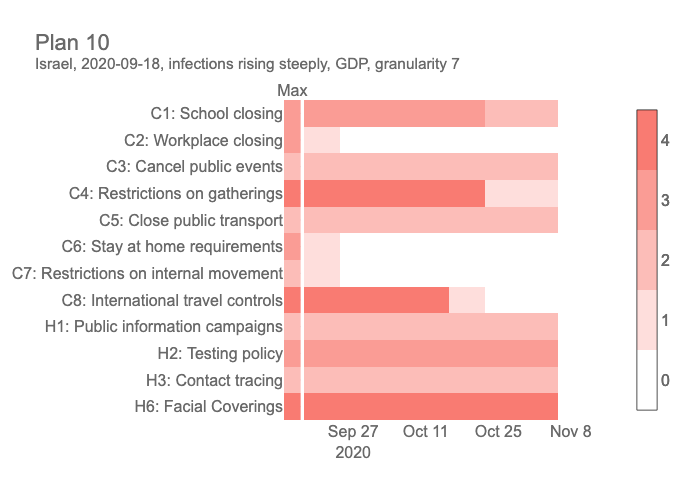 Plan 10
Israel, 2020-09-18, infections rising steeply, GDP, granularity 7
Max
C1: School closing
C2: Workplace closing
C3: Cancel public events
C4: Restrictions on gatherings
C5: Close public transport
C6: Stay at home requirements
C7: Restrictions on internal movement
C8: International travel controls
H1: Public information campaigns
H2: Testing policy
H3: Contact tracing
H6: Facial Coverings
Sep 27 Oct 11 Oct 25 Nov 8
2020
4
3
2
1
0